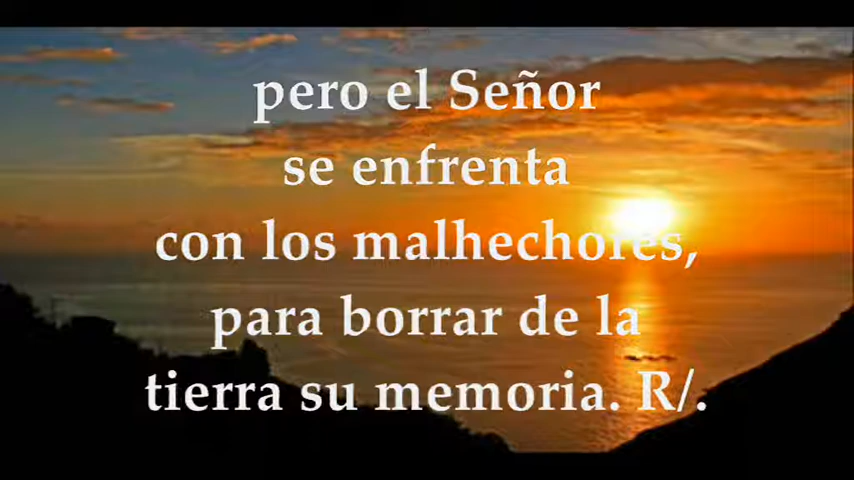 pero el Señor
se enfrenta
con los malhechores,
para borrar de la
tierra su memoria. R/.